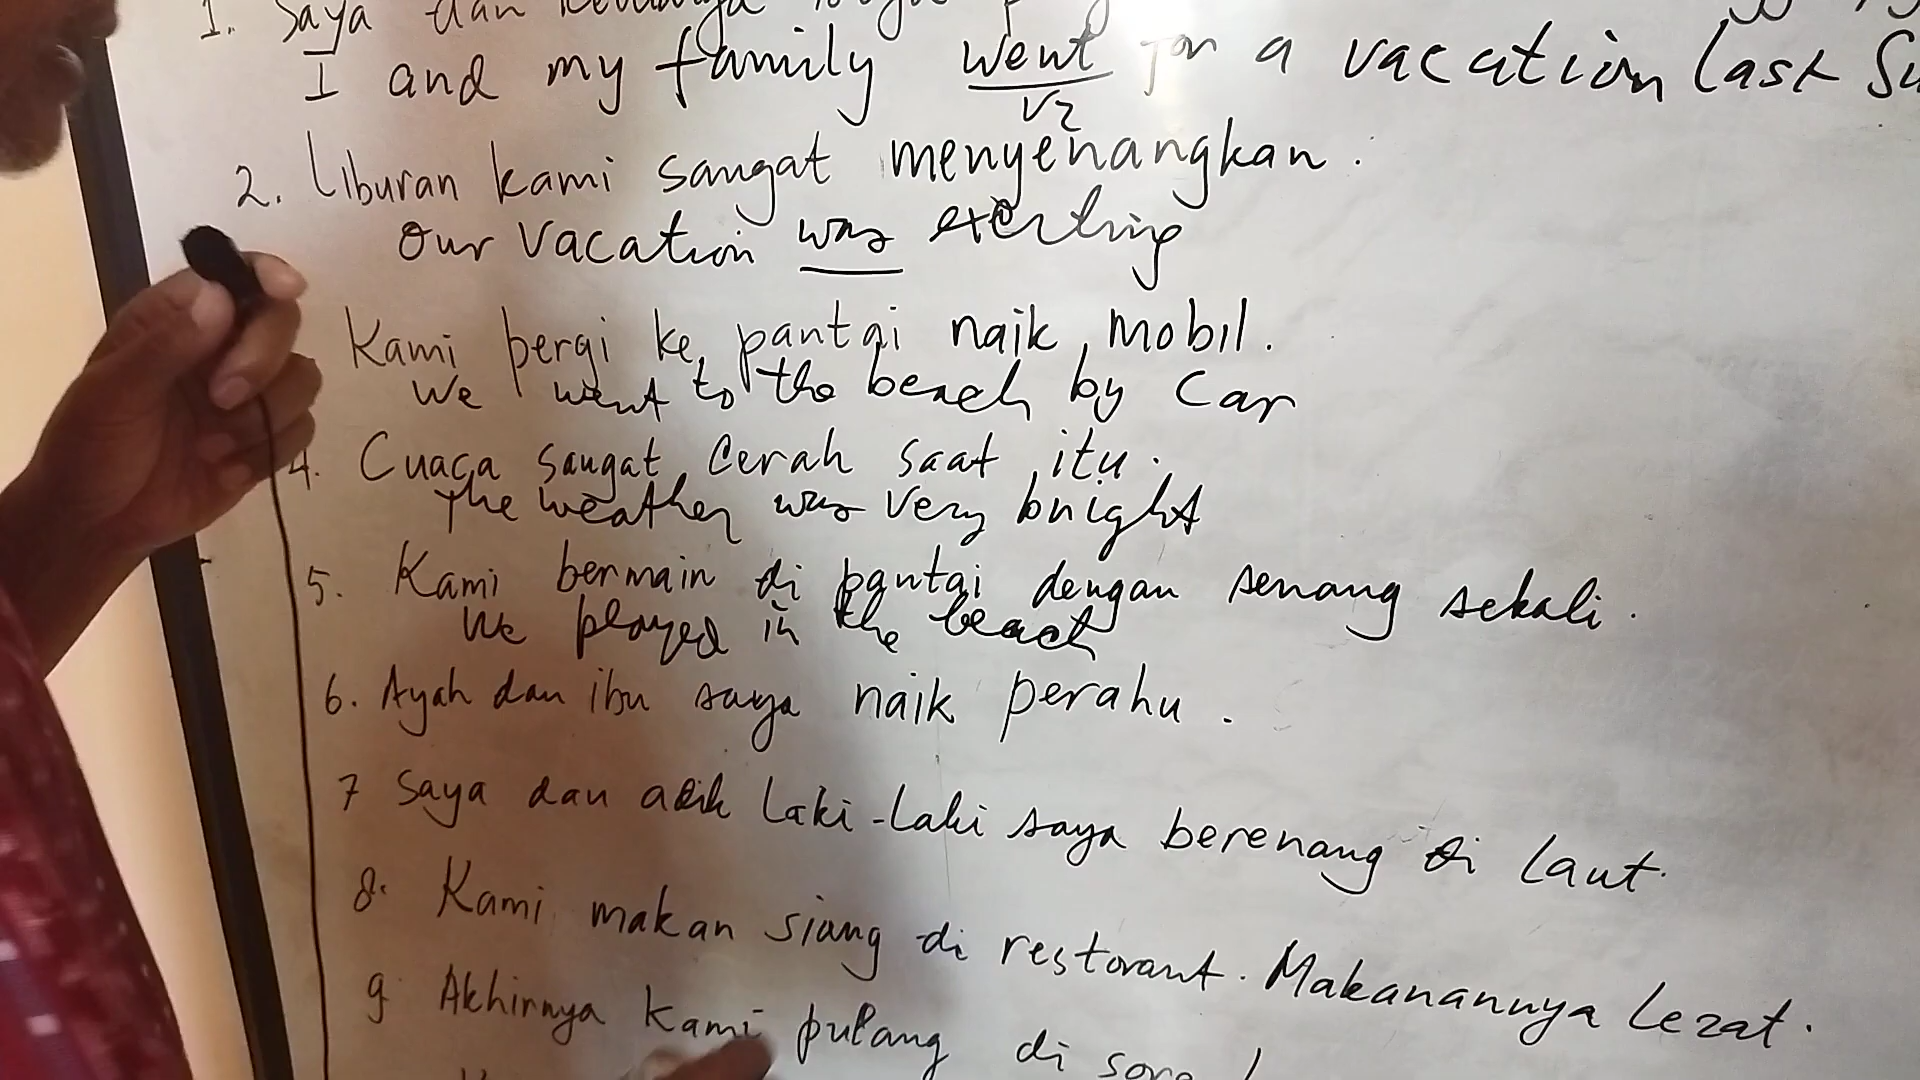 1. Saya dan
I and my family went for a vacation last
V2
2. Liburan kami sangat menyenangkan.
Our vacation was exciting
Kami pergi ke pantai naik mobil.
We went to the beach by Car
4. Cuaca sangat cerah saat itu.
The weather was very bright
5. Kami bermain di pantai dengan senang sekali.
We played in the beach
6. Ayah dan ibu saya naik perahu.
7 Saya dan adik laki-laki saya berenang di laut.
8. Kami makan siang di restorant. Makanannya lezat.
9 Akhirnya kami pulang di